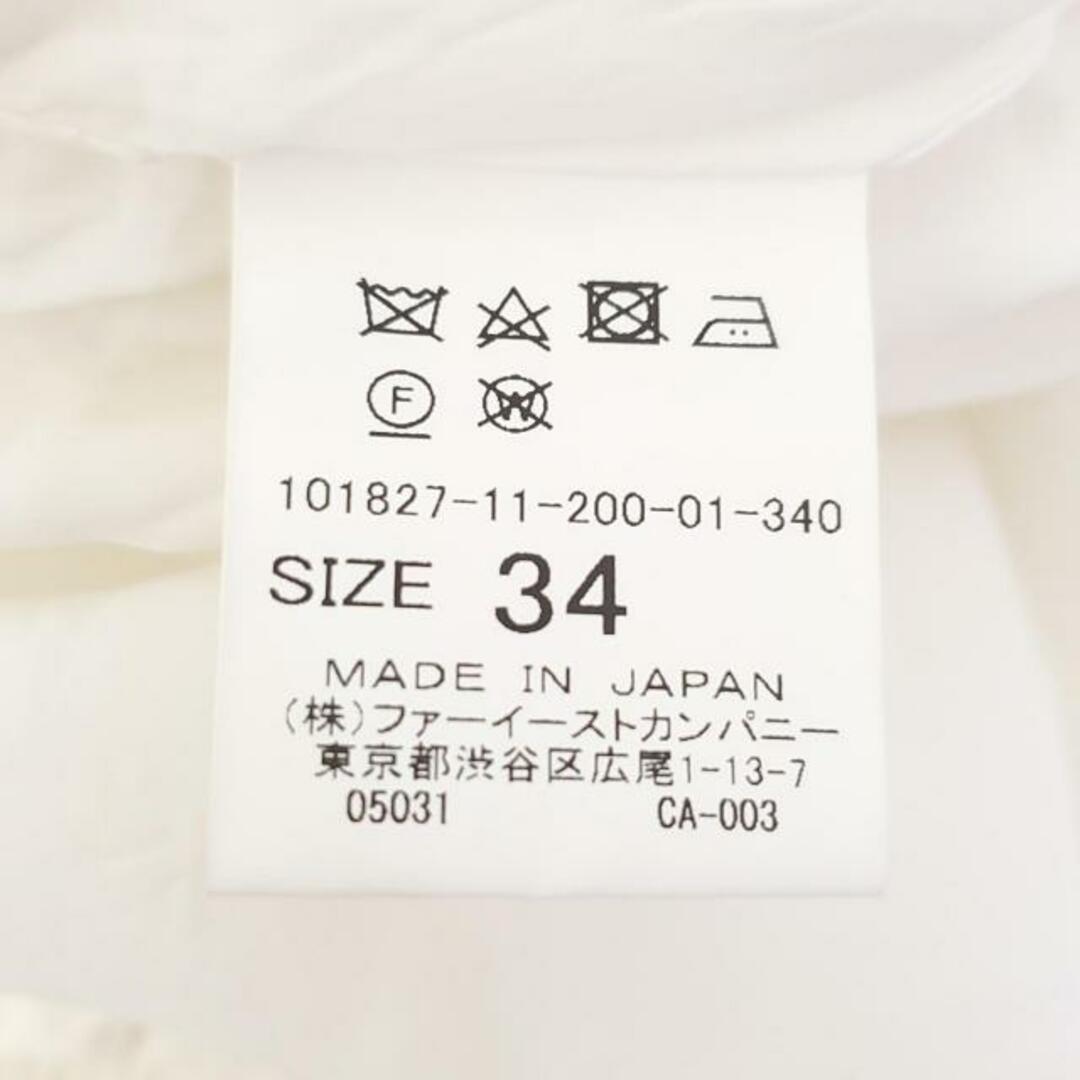 F W
101827-11-200-01-340
SIZE 34
MADE IN JAPAN
(株)ファーイーストカンパニー
東京都渋谷区広尾1-13-7
05031 CA-003